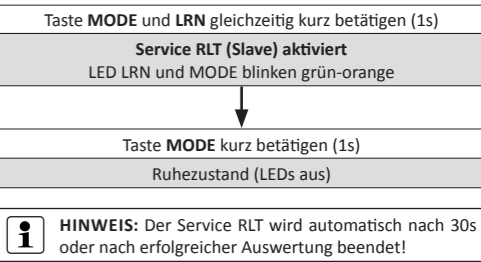 Taste MODE und LRN gleichzeitig kurz betätigen (1s)
Service RLT (Slave) aktiviert
LED LRN und MODE blinken grün-orange
Taste MODE kurz betätigen (1s)
Ruhezustand (LEDs aus)
HINWEIS: Der Service RLT wird automatisch nach 30s
oder nach erfolgreicher Auswertung beendet!